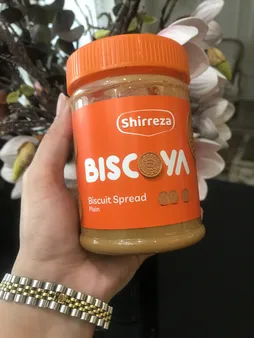 Shirreza
BISCOYA
Biscuit Spread
Plain